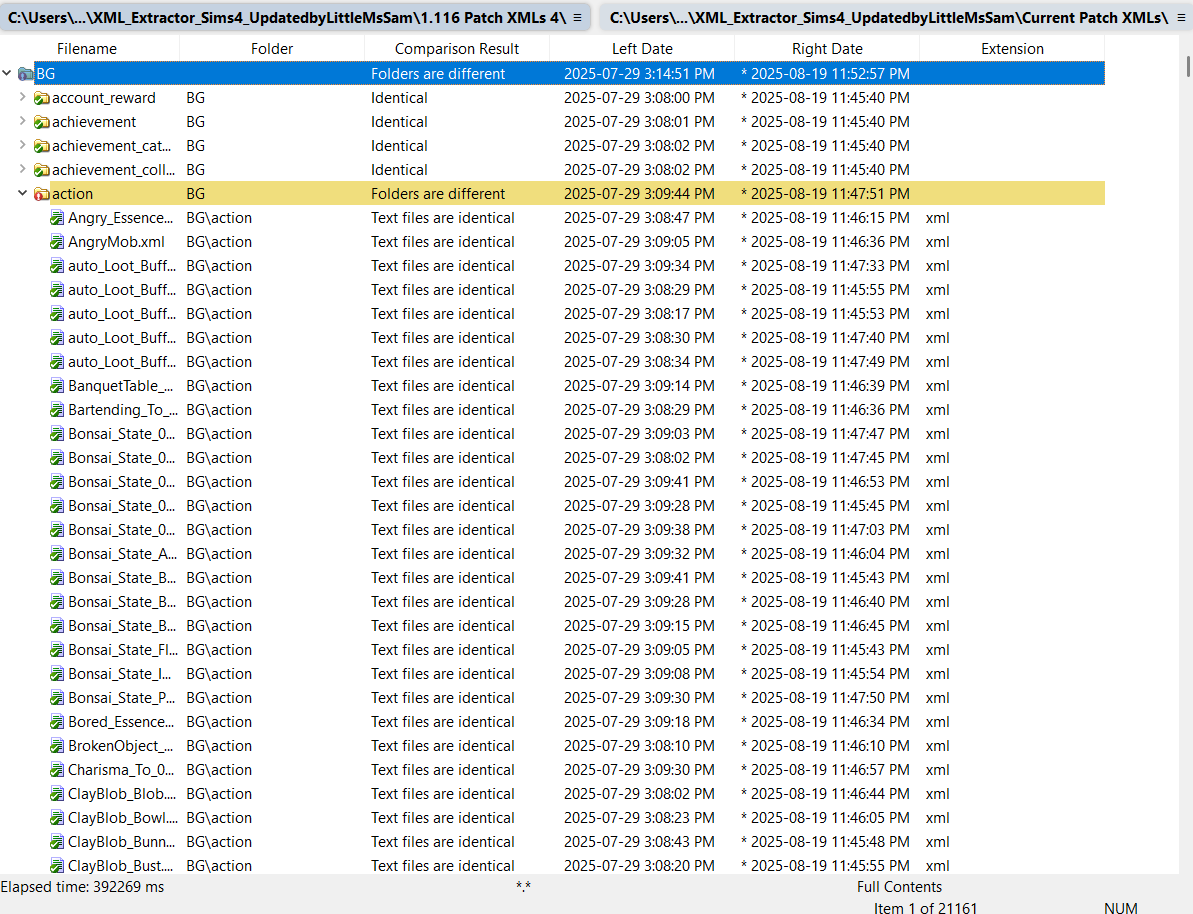 C:\Users\...\XML_Extractor_Sims4_UpdatedbyLittleMsSam\1.116 Patch XMLs 4\ C:\Users\...\XML_Extractor_Sims4_UpdatedbyLittleMsSam\Current Patch XMLs\
Filename Folder Comparison Result Left Date Right Date Extension
BG Folders are different 2025-07-29 3:14:51 PM * 2025-08-19 11:52:57 PM
account_reward BG Identical 2025-07-29 3:08:00 PM * 2025-08-19 11:45:40 PM
achievement BG Identical 2025-07-29 3:08:01 PM * 2025-08-19 11:45:40 PM
achievement_cat... BG Identical 2025-07-29 3:08:02 PM * 2025-08-19 11:45:40 PM
achievement_coll... BG Identical 2025-07-29 3:08:02 PM * 2025-08-19 11:45:40 PM
action BG Folders are different 2025-07-29 3:09:44 PM * 2025-08-19 11:47:51 PM
Angry_Essence... BG\action Text files are identical 2025-07-29 3:08:47 PM * 2025-08-19 11:46:15 PM xml
AngryMob.xml BG\action Text files are identical 2025-07-29 3:09:05 PM * 2025-08-19 11:46:36 PM xml
auto_Loot_Buff... BG\action Text files are identical 2025-07-29 3:09:34 PM * 2025-08-19 11:47:33 PM xml
auto_Loot_Buff... BG\action Text files are identical 2025-07-29 3:08:29 PM * 2025-08-19 11:45:55 PM xml
auto_Loot_Buff... BG\action Text files are identical 2025-07-29 3:08:17 PM * 2025-08-19 11:45:53 PM xml
auto_Loot_Buff... BG\action Text files are identical 2025-07-29 3:08:30 PM * 2025-08-19 11:47:40 PM xml
auto_Loot_Buff... BG\action Text files are identical 2025-07-29 3:08:34 PM * 2025-08-19 11:47:49 PM xml
BanquetTable_... BG\action Text files are identical 2025-07-29 3:09:14 PM * 2025-08-19 11:46:39 PM xml
Bartending_To_... BG\action Text files are identical 2025-07-29 3:08:29 PM * 2025-08-19 11:46:36 PM xml
Bonsai_State_0... BG\action Text files are identical 2025-07-29 3:09:03 PM * 2025-08-19 11:47:47 PM xml
Bonsai_State_0... BG\action Text files are identical 2025-07-29 3:08:02 PM * 2025-08-19 11:47:45 PM xml
Bonsai_State_0... BG\action Text files are identical 2025-07-29 3:09:41 PM * 2025-08-19 11:46:53 PM xml
Bonsai_State_0... BG\action Text files are identical 2025-07-29 3:09:28 PM * 2025-08-19 11:45:45 PM xml
Bonsai_State_0... BG\action Text files are identical 2025-07-29 3:09:38 PM * 2025-08-19 11:47:03 PM xml
Bonsai_State_A... BG\action Text files are identical 2025-07-29 3:09:32 PM * 2025-08-19 11:46:04 PM xml
Bonsai_State_B... BG\action Text files are identical 2025-07-29 3:09:41 PM * 2025-08-19 11:45:43 PM xml
Bonsai_State_B... BG\action Text files are identical 2025-07-29 3:09:28 PM * 2025-08-19 11:46:40 PM xml
Bonsai_State_B... BG\action Text files are identical 2025-07-29 3:09:15 PM * 2025-08-19 11:46:45 PM xml
Bonsai_State_Fl... BG\action Text files are identical 2025-07-29 3:09:05 PM * 2025-08-19 11:45:43 PM xml
Bonsai_State_I... BG\action Text files are identical 2025-07-29 3:09:08 PM * 2025-08-19 11:45:54 PM xml
Bonsai_State_P... BG\action Text files are identical 2025-07-29 3:09:30 PM * 2025-08-19 11:47:50 PM xml
Bored_Essence... BG\action Text files are identical 2025-07-29 3:09:18 PM * 2025-08-19 11:46:34 PM xml
BrokenObject_... BG\action Text files are identical 2025-07-29 3:08:10 PM * 2025-08-19 11:46:10 PM xml
Charisma_To_0... BG\action Text files are identical 2025-07-29 3:09:30 PM * 2025-08-19 11:46:57 PM xml
ClayBlob_Blob.... BG\action Text files are identical 2025-07-29 3:08:02 PM * 2025-08-19 11:46:44 PM xml
ClayBlob_Bowl.... BG\action Text files are identical 2025-07-29 3:08:23 PM * 2025-08-19 11:46:05 PM xml
ClayBlob_Bunn... BG\action Text files are identical 2025-07-29 3:08:43 PM * 2025-08-19 11:45:48 PM xml
ClayBlob_Bust.... BG\action Text files are identical 2025-07-29 3:08:20 PM * 2025-08-19 11:45:55 PM xml
Elapsed time: 392269 ms *.* Full Contents
Item 1 of 21161 NUM